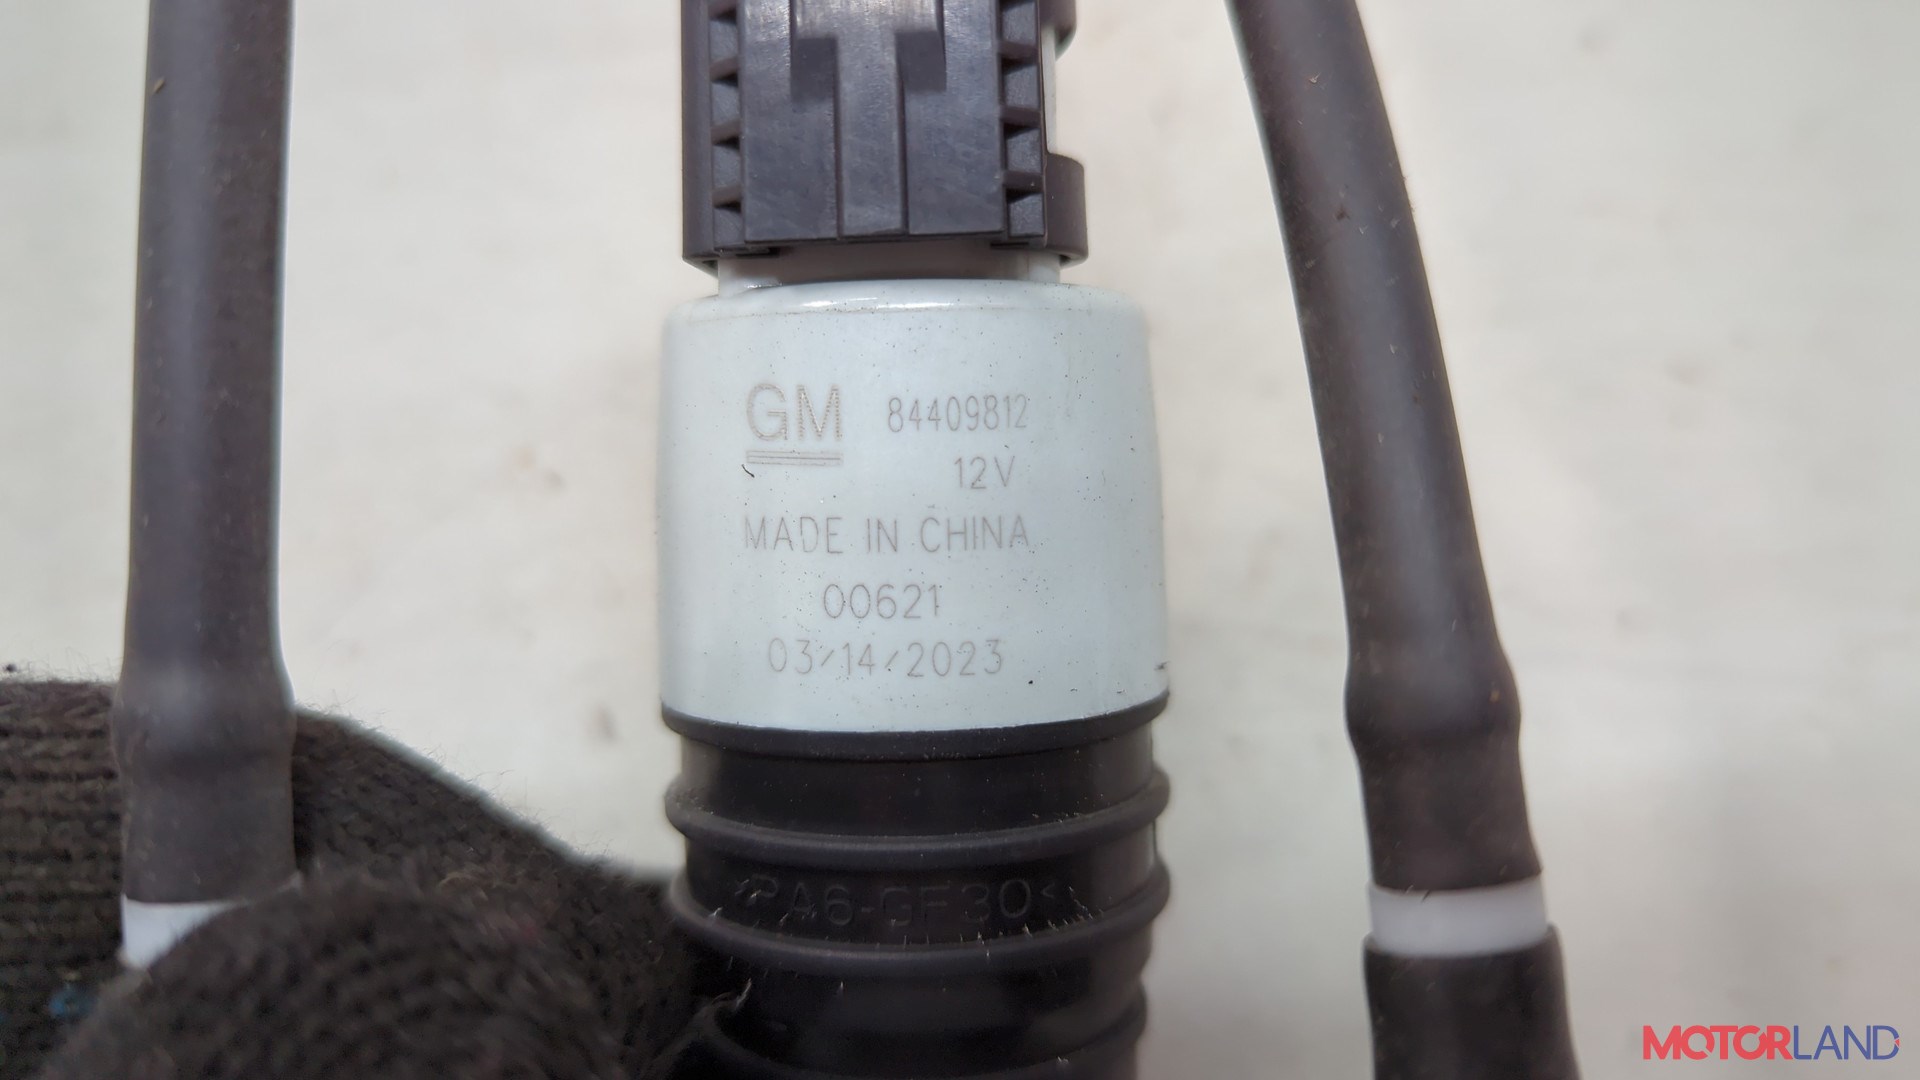 GM 84409812
12V
MADE IN CHINA
00621
03/14/2023
>PA6-GF30<
MOTORLAND